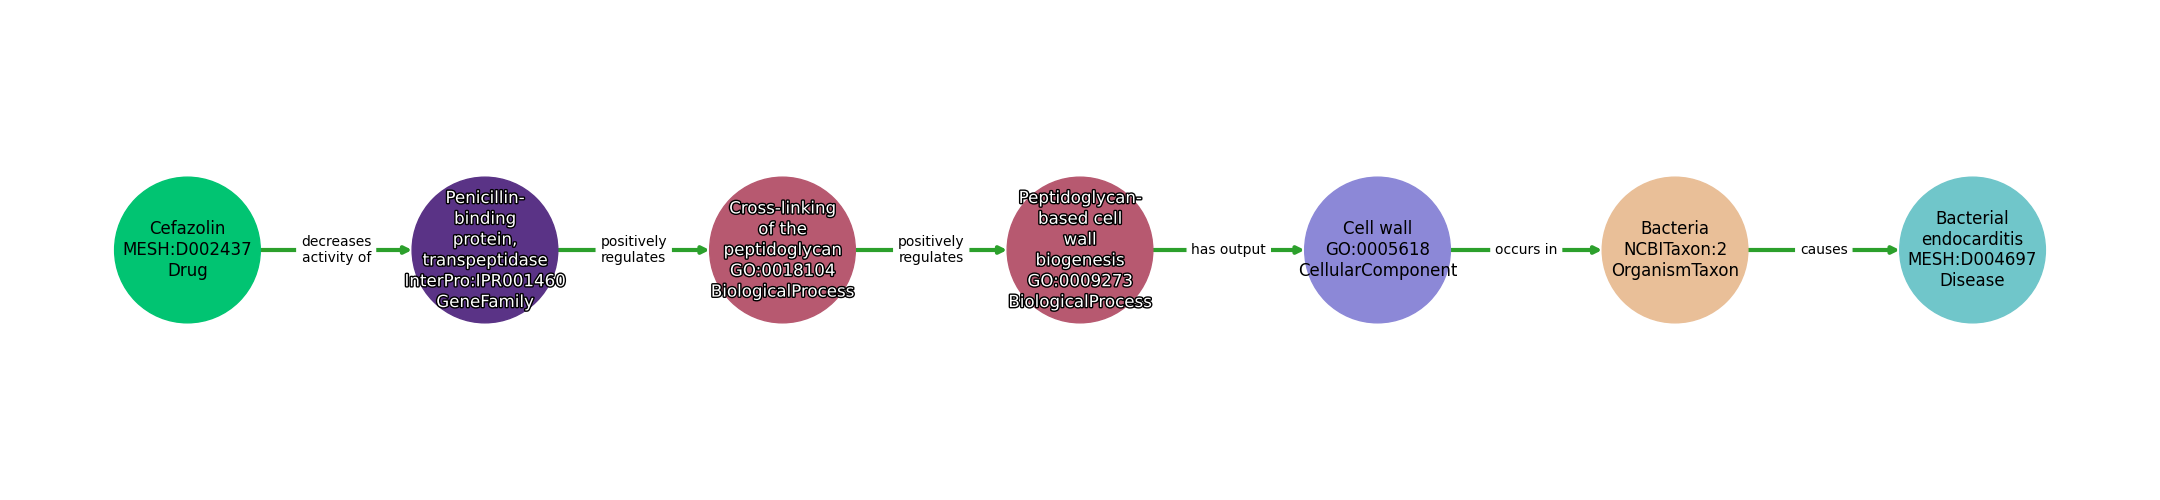 Cefazolin
MESH:D002437
Drug
decreases
activity of
Penicillin-
binding
protein,
transpeptidase
InterPro:IPR001460
GeneFamily
positively
regulates
Cross-linking
of the
peptidoglycan
GO:0018104
BiologicalProcess
positively
regulates
Peptidoglycan-
based cell
wall
biogenesis
GO:0009273
BiologicalProcess
has output
Cell wall
GO:0005618
CellularComponent
occurs in
Bacteria
NCBITaxon:2
OrganismTaxon
causes
Bacterial
endocarditis
MESH:D004697
Disease